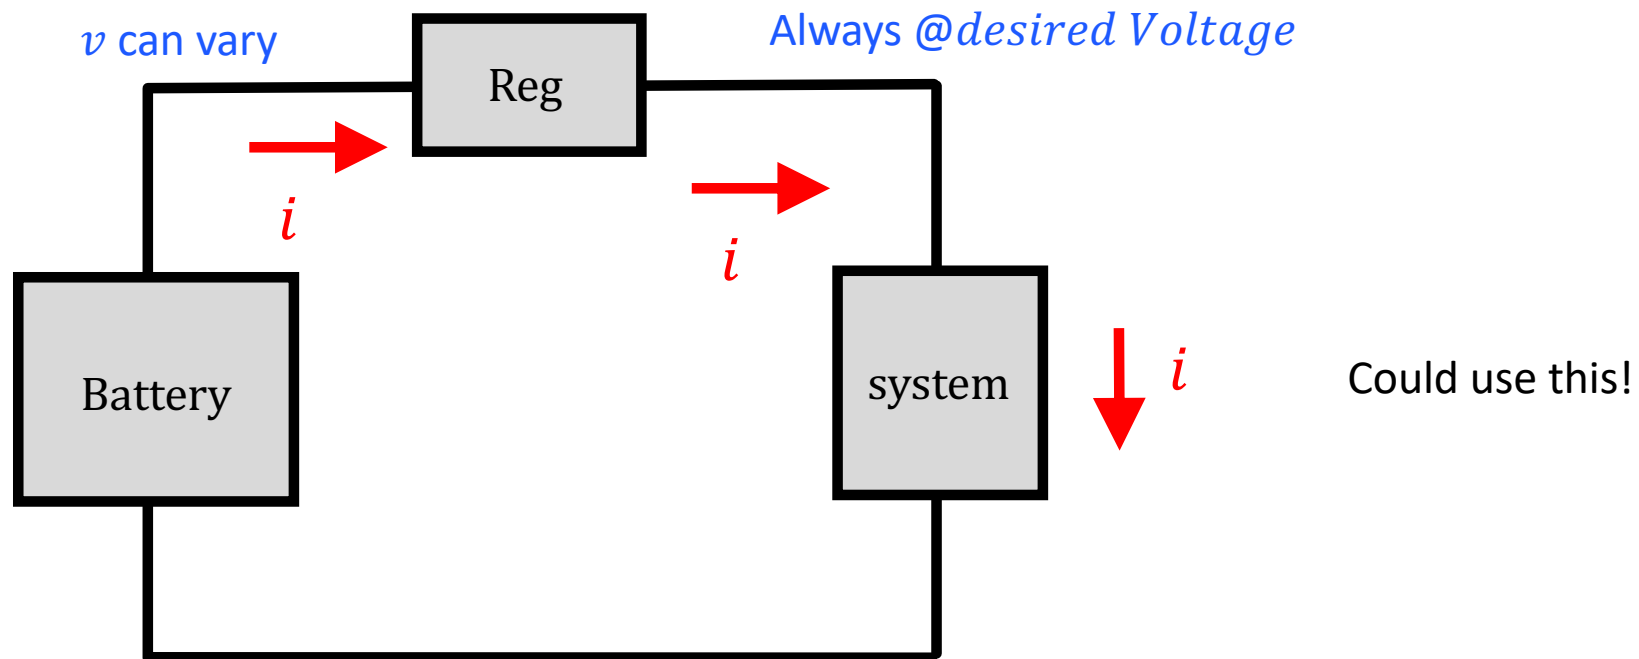 v can vary
Always @desired Voltage
Reg
i
i
Battery
system
i
Could use this!